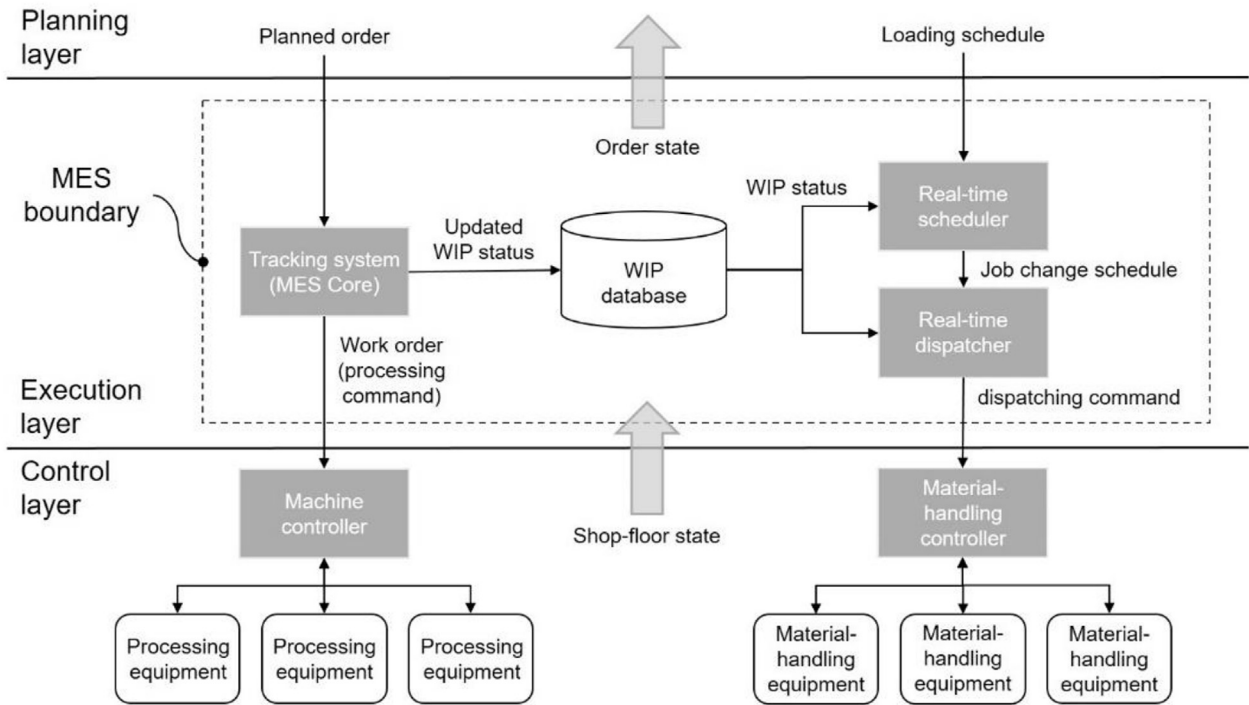 Planning
layer
Planned order
Loading schedule
Order state
MES
boundary
WIP status
Real-time
scheduler
Updated
WIP status
Tracking system
(MES Core)
WIP
database
Job change schedule
Real-time
dispatcher
Work order
(processing
command)
Execution
layer
dispatching command
Control
layer
Machine
controller
Shop-floor state
Material-
handling
controller
Processing
equipment
Processing
equipment
Processing
equipment
Material-
handling
equipment
Material-
handling
equipment
Material-
handling
equipment